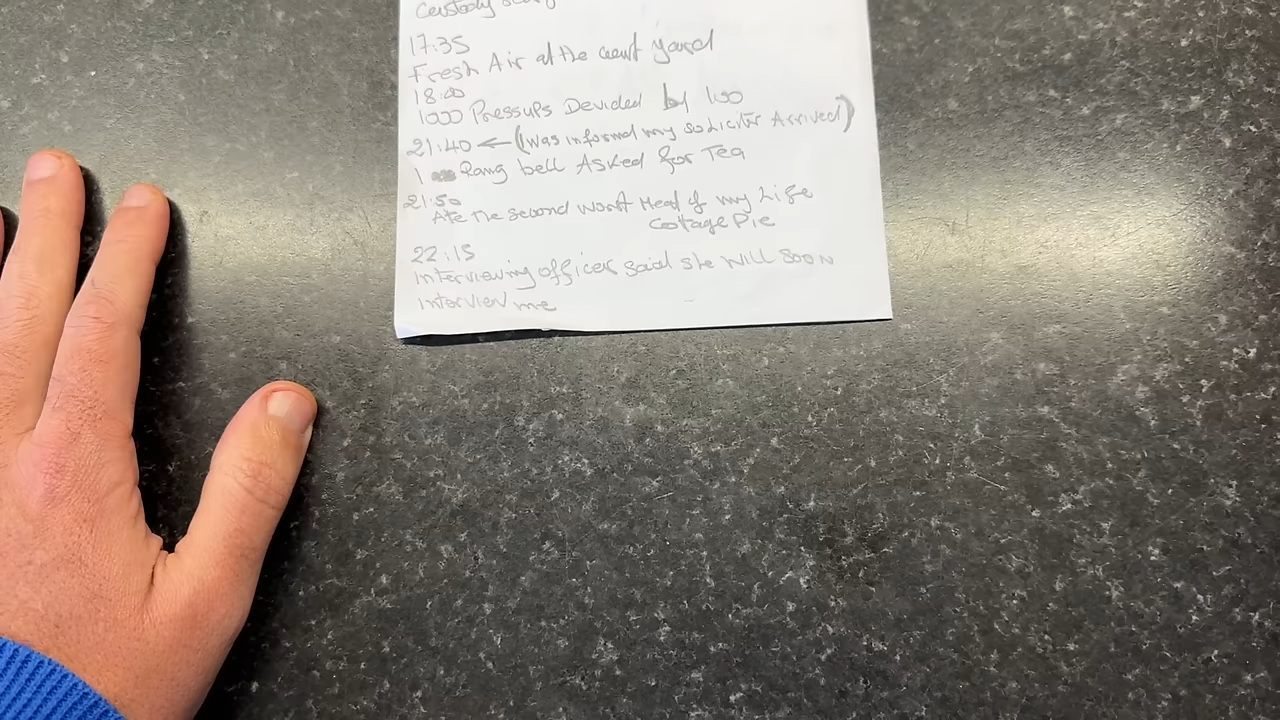 Custody
17:35
Fresh Air at the court yard
18:00
1000 Pressups Devided by 100
21:40 ← (I was informed my soliciter Arrived)
I Rang bell Asked for Tea
21:50
Ate the second worst Meal of my Life
Cottage Pie
22:15
Interviewing officer said she will soon
interview me